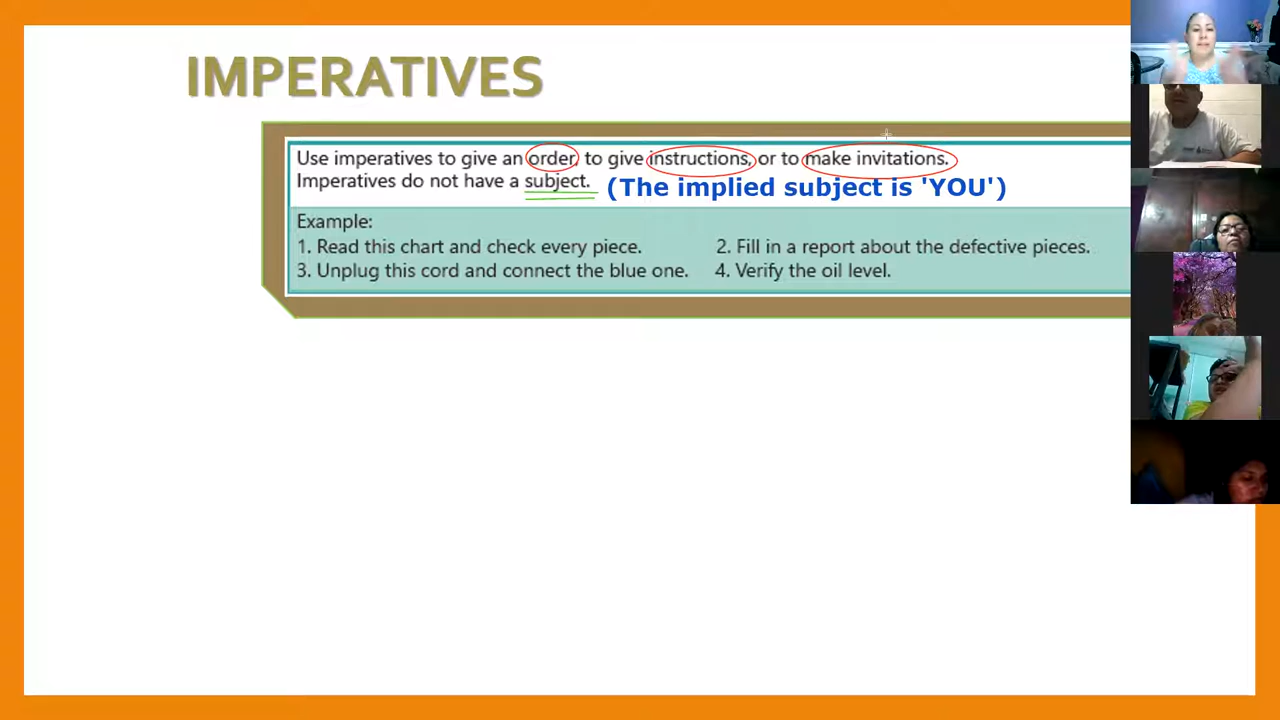 IMPERATIVES
Use imperatives to give an order, to give instructions, or to make invitations.
Imperatives do not have a subject. (The implied subject is 'YOU')
Example:
1. Read this chart and check every piece. 2. Fill in a report about the defective pieces.
3. Unplug this cord and connect the blue one. 4. Verify the oil level.